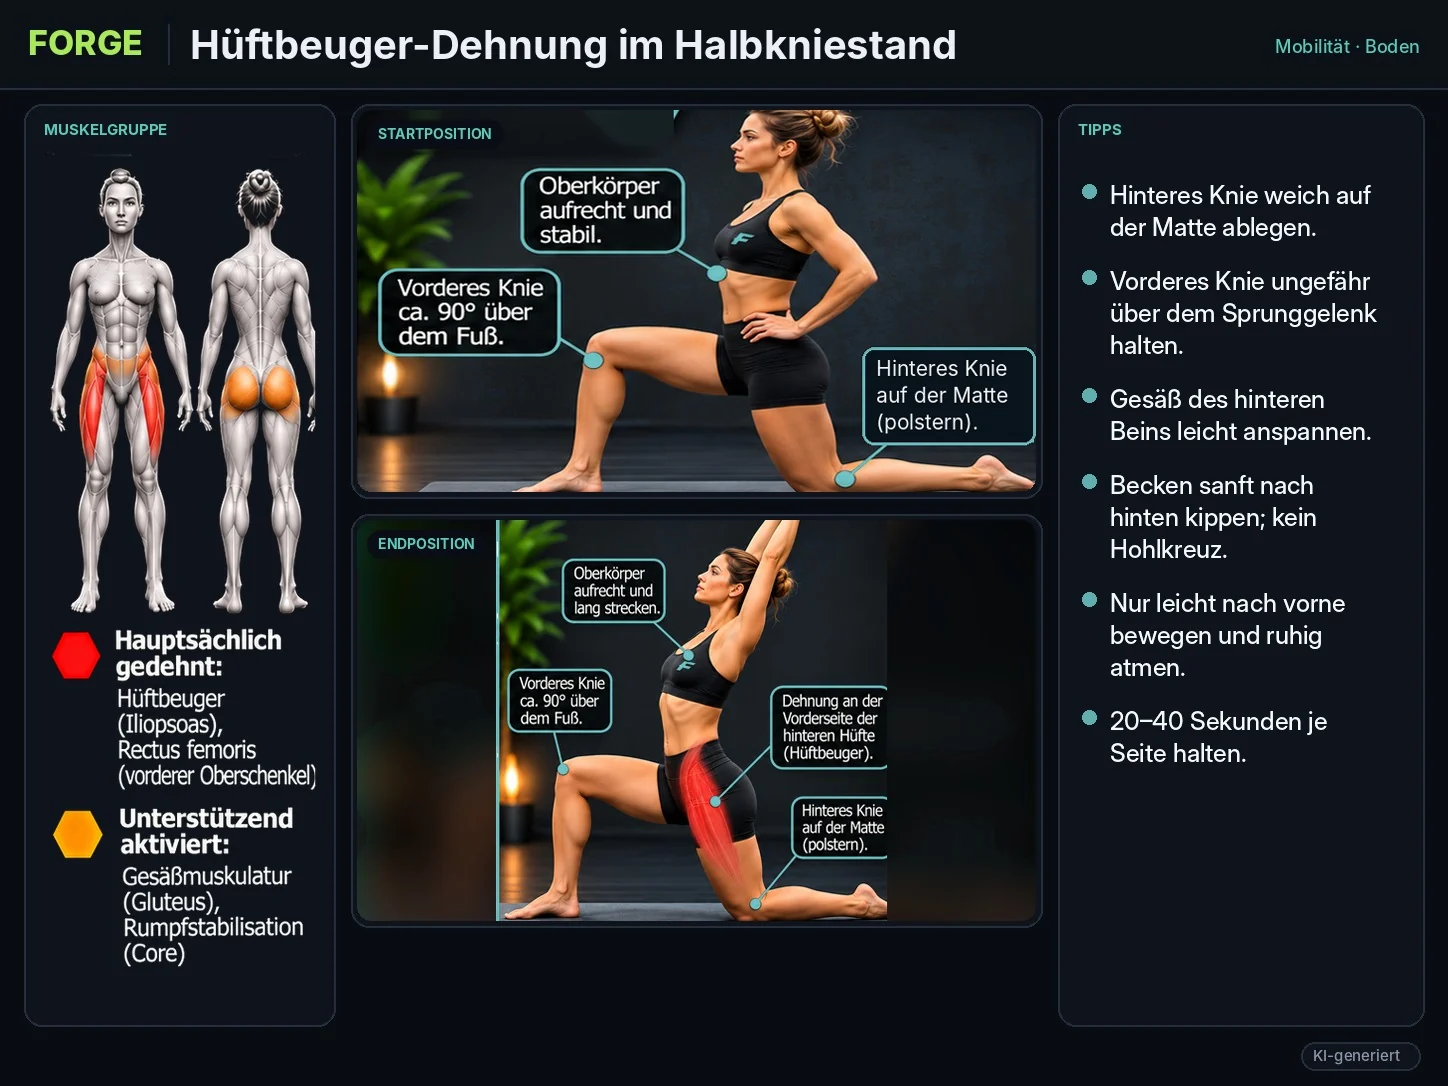 FORGE
Hüftbeuger-Dehnung im Halbkniestand
Mobilität · Boden
MUSKELGRUPPE
Hauptsächlich
gedehnt:
Hüftbeuger
(Iliopsoas),
Rectus femoris
(vorderer Oberschenkel)
Unterstützend
aktiviert:
Gesäßmuskulatur
(Gluteus),
Rumpfstabilisation
(Core)
STARTPOSITION
Oberkörper
aufrecht und
stabil.
Vorderes Knie
ca. 90° über
dem Fuß.
Hinteres Knie
auf der Matte
(polstern).
F
ENDPOSITION
Oberkörper
aufrecht und
lang strecken.
Vorderes Knie
ca. 90° über
dem Fuß.
Dehnung an der
Vorderseite der
hinteren Hüfte
(Hüftbeuger).
Hinteres Knie
auf der Matte
(polstern).
F
TIPPS
Hinteres Knie weich auf
der Matte ablegen.
Vorderes Knie ungefähr
über dem Sprunggelenk
halten.
Gesäß des hinteren
Beins leicht anspannen.
Becken sanft nach
hinten kippen; kein
Hohlkreuz.
Nur leicht nach vorne
bewegen und ruhig
atmen.
20–40 Sekunden je
Seite halten.
KI-generiert